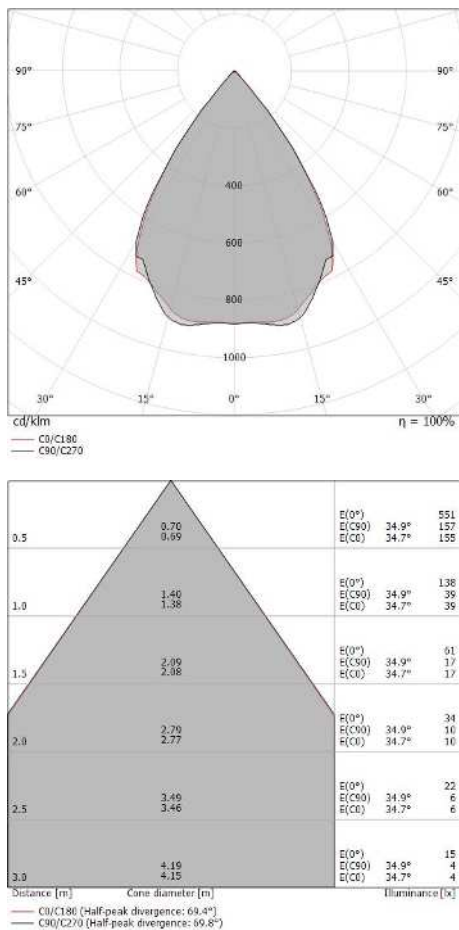 90° 90°
75° 75°
60° 400 60°
600
45° 45°
800
1000
30° 15° 0° 15° 30°
cd/klm η = 100%
C0/C180
C90/C270
0.5 0.70 0.69
E(0°) 551
E(C90) 34.9° 157
E(C0) 34.7° 155
1.0 1.40 1.38
E(0°) 138
E(C90) 34.9° 39
E(C0) 34.7° 39
1.5 2.09 2.08
E(0°) 61
E(C90) 34.9° 17
E(C0) 34.7° 17
2.0 2.79 2.77
E(0°) 34
E(C90) 34.9° 10
E(C0) 34.7° 10
2.5 3.49 3.46
E(0°) 22
E(C90) 34.9° 6
E(C0) 34.7° 6
3.0 4.19 4.15
E(0°) 15
E(C90) 34.9° 4
E(C0) 34.7° 4
Distance [m] Cone diameter [m] Illuminance [lx]
C0/C180 (Half-peak divergence: 69.4°)
C90/C270 (Half-peak divergence: 69.8°)